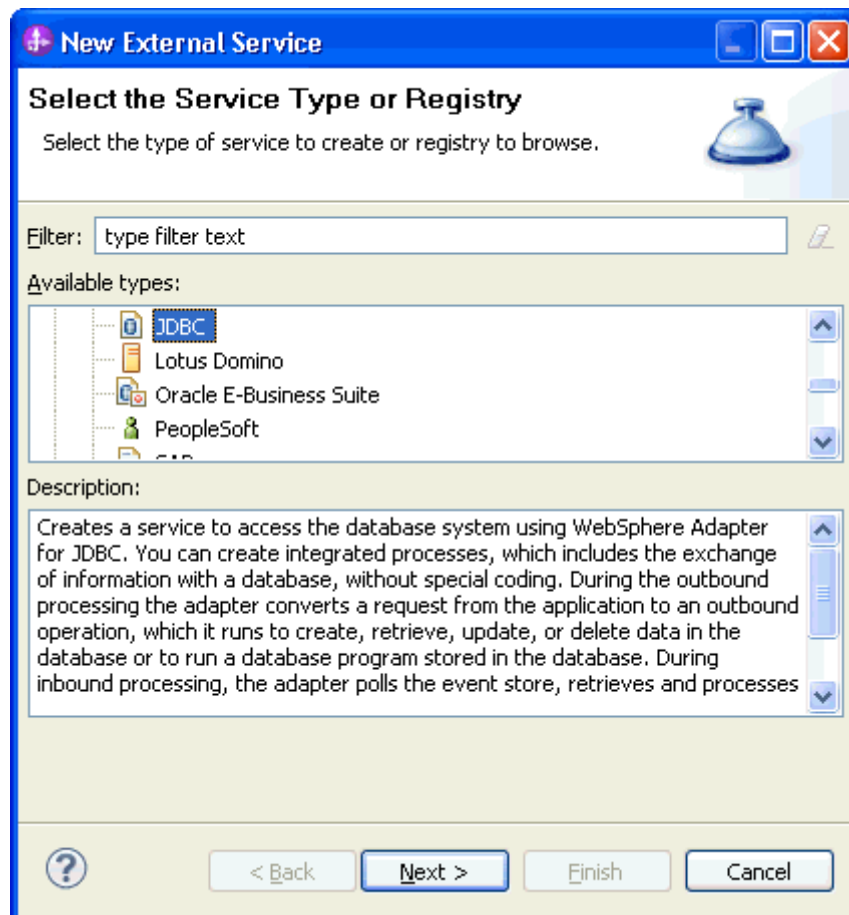 New External Service
Select the Service Type or Registry
Select the type of service to create or registry to browse.
Filter: type filter text
Available types:
JDBC
Lotus Domino
Oracle E-Business Suite
PeopleSoft
Description:
Creates a service to access the database system using WebSphere Adapter
for JDBC. You can create integrated processes, which includes the exchange
of information with a database, without special coding. During the outbound
processing the adapter converts a request from the application to an outbound
operation, which it runs to create, retrieve, update, or delete data in the
database or to run a database program stored in the database. During
inbound processing, the adapter polls the event store, retrieves and processes
? < Back Next > Finish Cancel